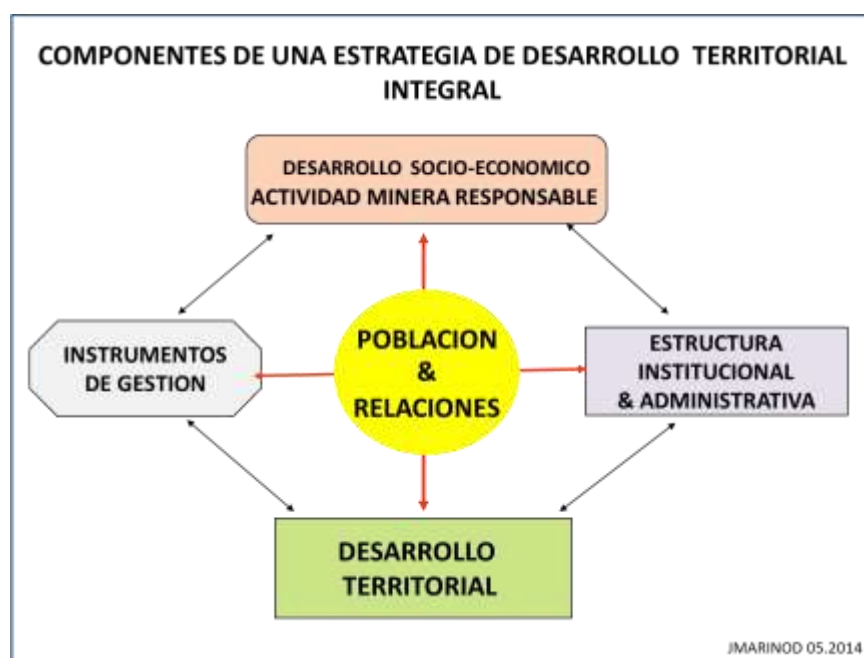 COMPONENTES DE UNA ESTRATEGIA DE DESARROLLO TERRITORIAL
INTEGRAL
DESARROLLO SOCIO-ECONOMICO
ACTIVIDAD MINERA RESPONSABLE
INSTRUMENTOS
DE GESTION
POBLACION
&
RELACIONES
ESTRUCTURA
INSTITUCIONAL
& ADMINISTRATIVA
DESARROLLO
TERRITORIAL
JMARINOD 05.2014